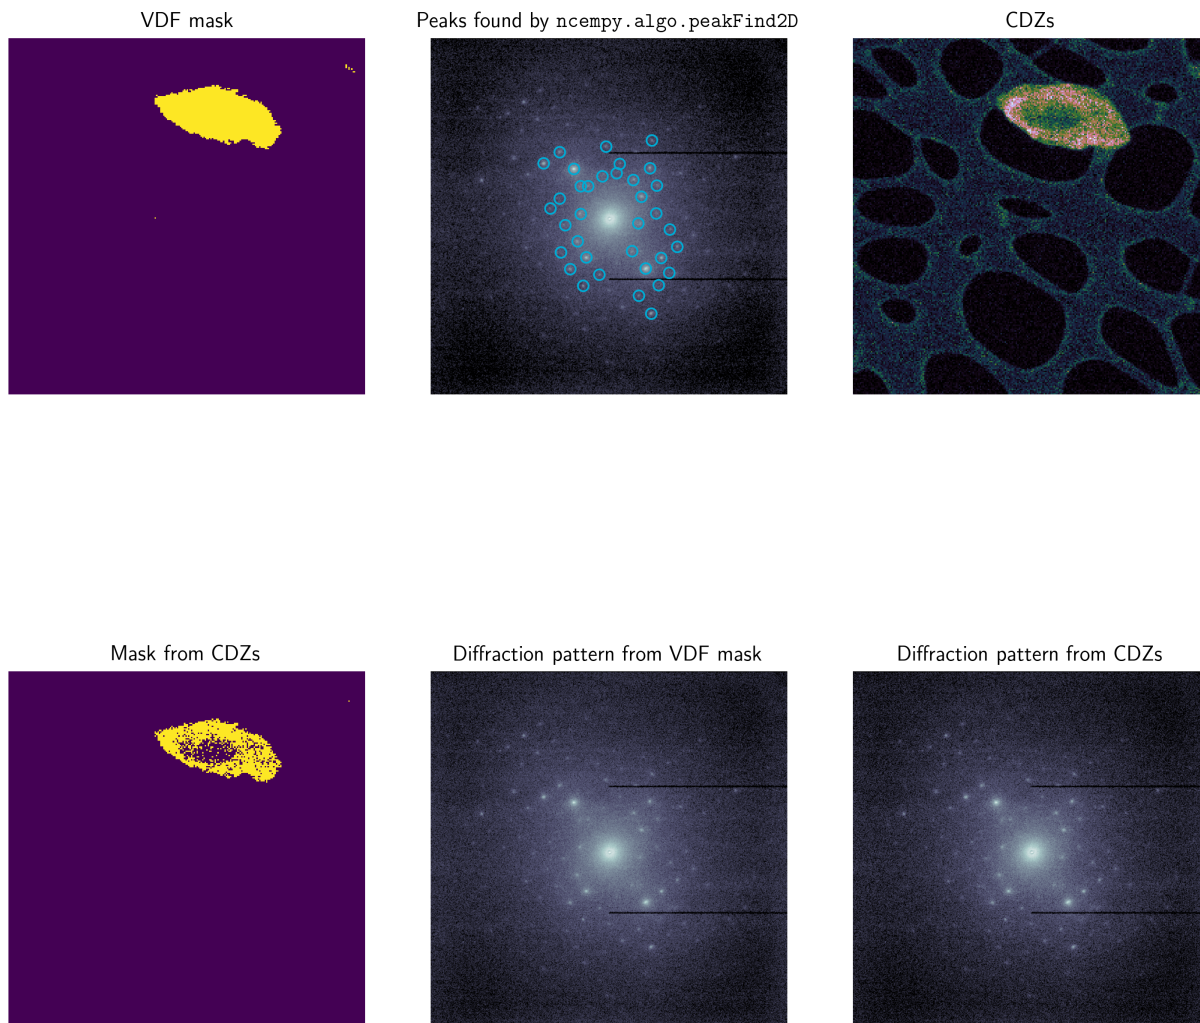 VDF mask
Peaks found by ncempy.algo.peakFind2D
CDZs
Mask from CDZs
Diffraction pattern from VDF mask
Diffraction pattern from CDZs